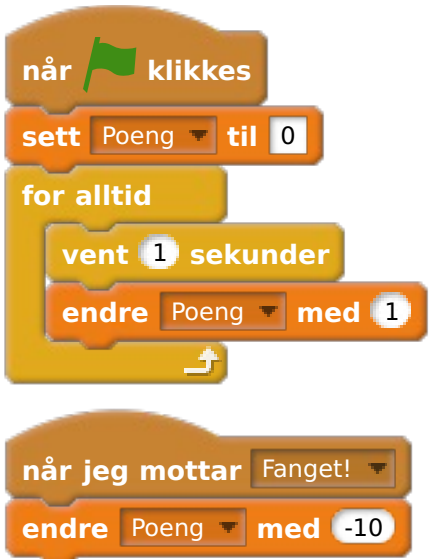 når klikkes
sett Poeng til 0
for alltid
vent 1 sekunder
endre Poeng med 1
når jeg mottar Fanget!
endre Poeng med -10